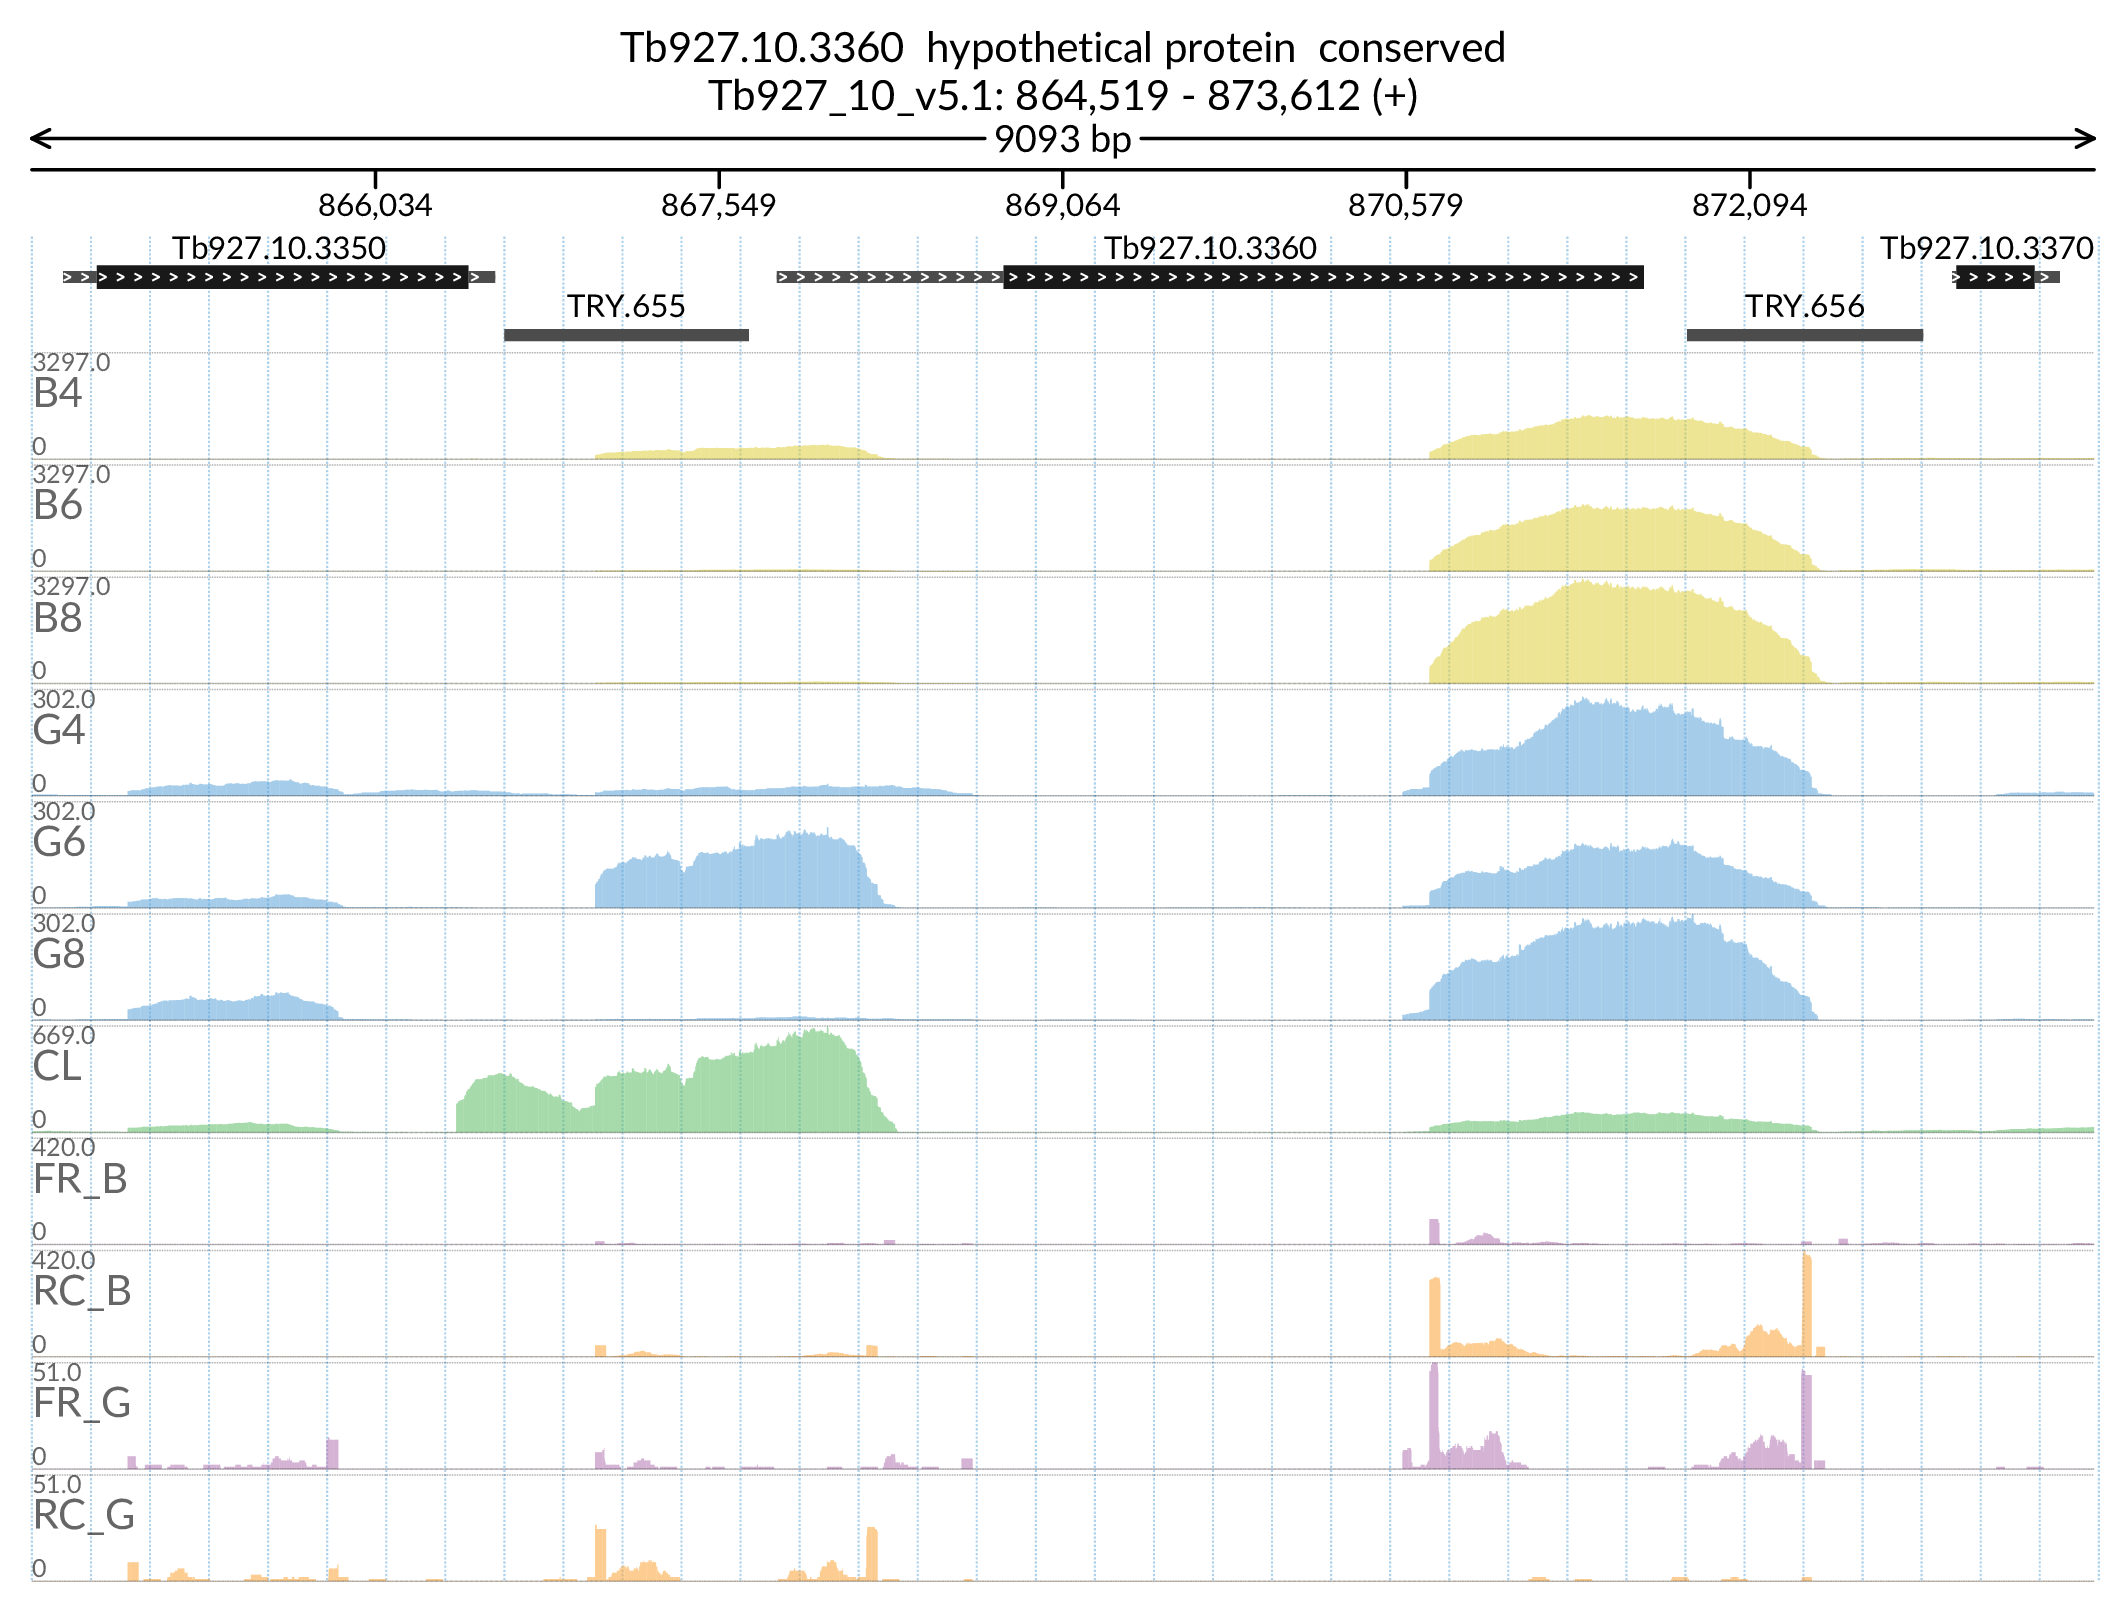 Tb927.10.3360 hypothetical protein conserved
Tb927_10_v5.1: 864,519 - 873,612 (+)
9093 bp
866,034 867,549 869,064 870,579 872,094
Tb927.10.3350 Tb927.10.3360 Tb927.10.3370
TRY.655 TRY.656
3297.0
B4
0
3297.0
B6
0
3297.0
B8
0
302.0
G4
0
302.0
G6
0
302.0
G8
0
669.0
CL
0
420.0
FR_B
0
420.0
RC_B
0
51.0
FR_G
0
51.0
RC_G
0